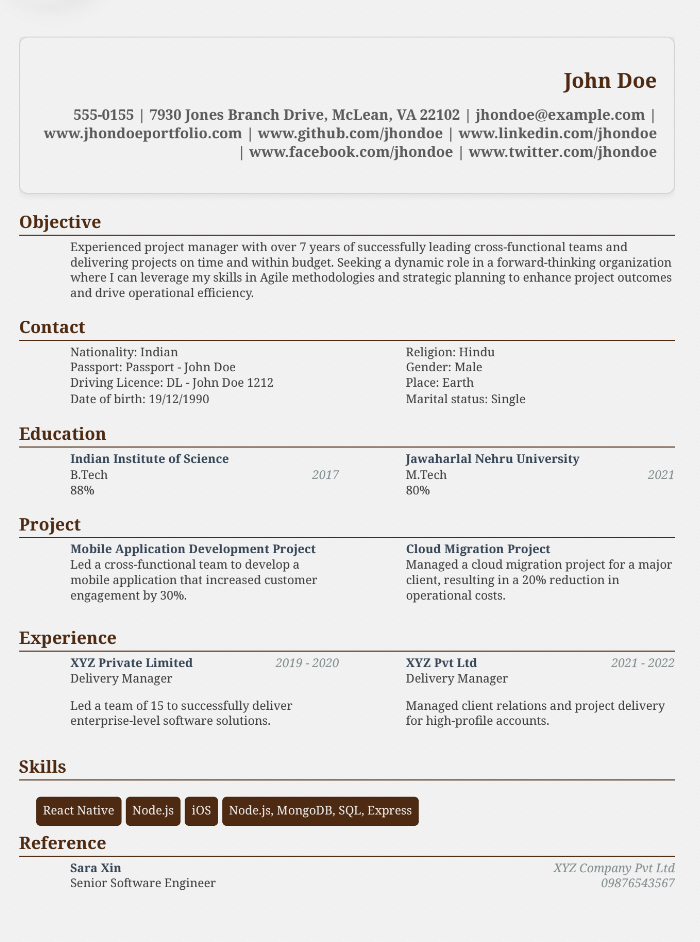 John Doe
555-0155 | 7930 Jones Branch Drive, McLean, VA 22102 | jhondoe@example.com |
www.jhondoeportfolio.com | www.github.com/jhondoe | www.linkedin.com/jhondoe
| www.facebook.com/jhondoe | www.twitter.com/jhondoe
Objective
Experienced project manager with over 7 years of successfully leading cross-functional teams and
delivering projects on time and within budget. Seeking a dynamic role in a forward-thinking organization
where I can leverage my skills in Agile methodologies and strategic planning to enhance project outcomes
and drive operational efficiency.
Contact
Nationality: Indian
Passport: Passport - John Doe
Driving Licence: DL - John Doe 1212
Date of birth: 19/12/1990
Religion: Hindu
Gender: Male
Place: Earth
Marital status: Single
Education
Indian Institute of Science
B.Tech 2017
88%
Jawaharlal Nehru University
M.Tech 2021
80%
Project
Mobile Application Development Project
Led a cross-functional team to develop a
mobile application that increased customer
engagement by 30%.
Cloud Migration Project
Managed a cloud migration project for a major
client, resulting in a 20% reduction in
operational costs.
Experience
XYZ Private Limited 2019 - 2020
Delivery Manager
Led a team of 15 to successfully deliver
enterprise-level software solutions.
XYZ Pvt Ltd 2021 - 2022
Delivery Manager
Managed client relations and project delivery
for high-profile accounts.
Skills
React Native Node.js iOS Node.js, MongoDB, SQL, Express
Reference
Sara Xin XYZ Company Pvt Ltd
Senior Software Engineer 09876543567